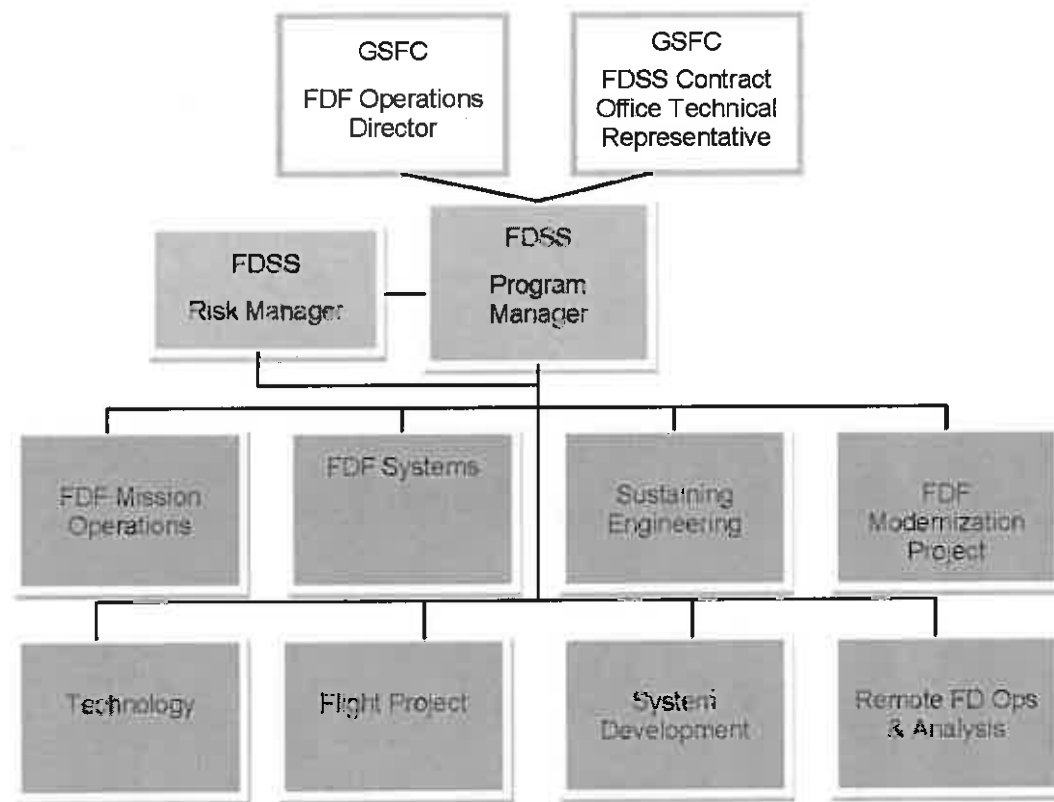 GSFC
FDF Operations
Director
GSFC
FDSS Contract
Office Technical
Representative
FDSS
Risk Manager
FDSS
Program
Manager
FDF Mission
Operations
FDF Systems
Sustaining
Engineering
FDF
Modernization
Project
Technology
Flight Project
System
Development
Remote FD Ops
& Analysis